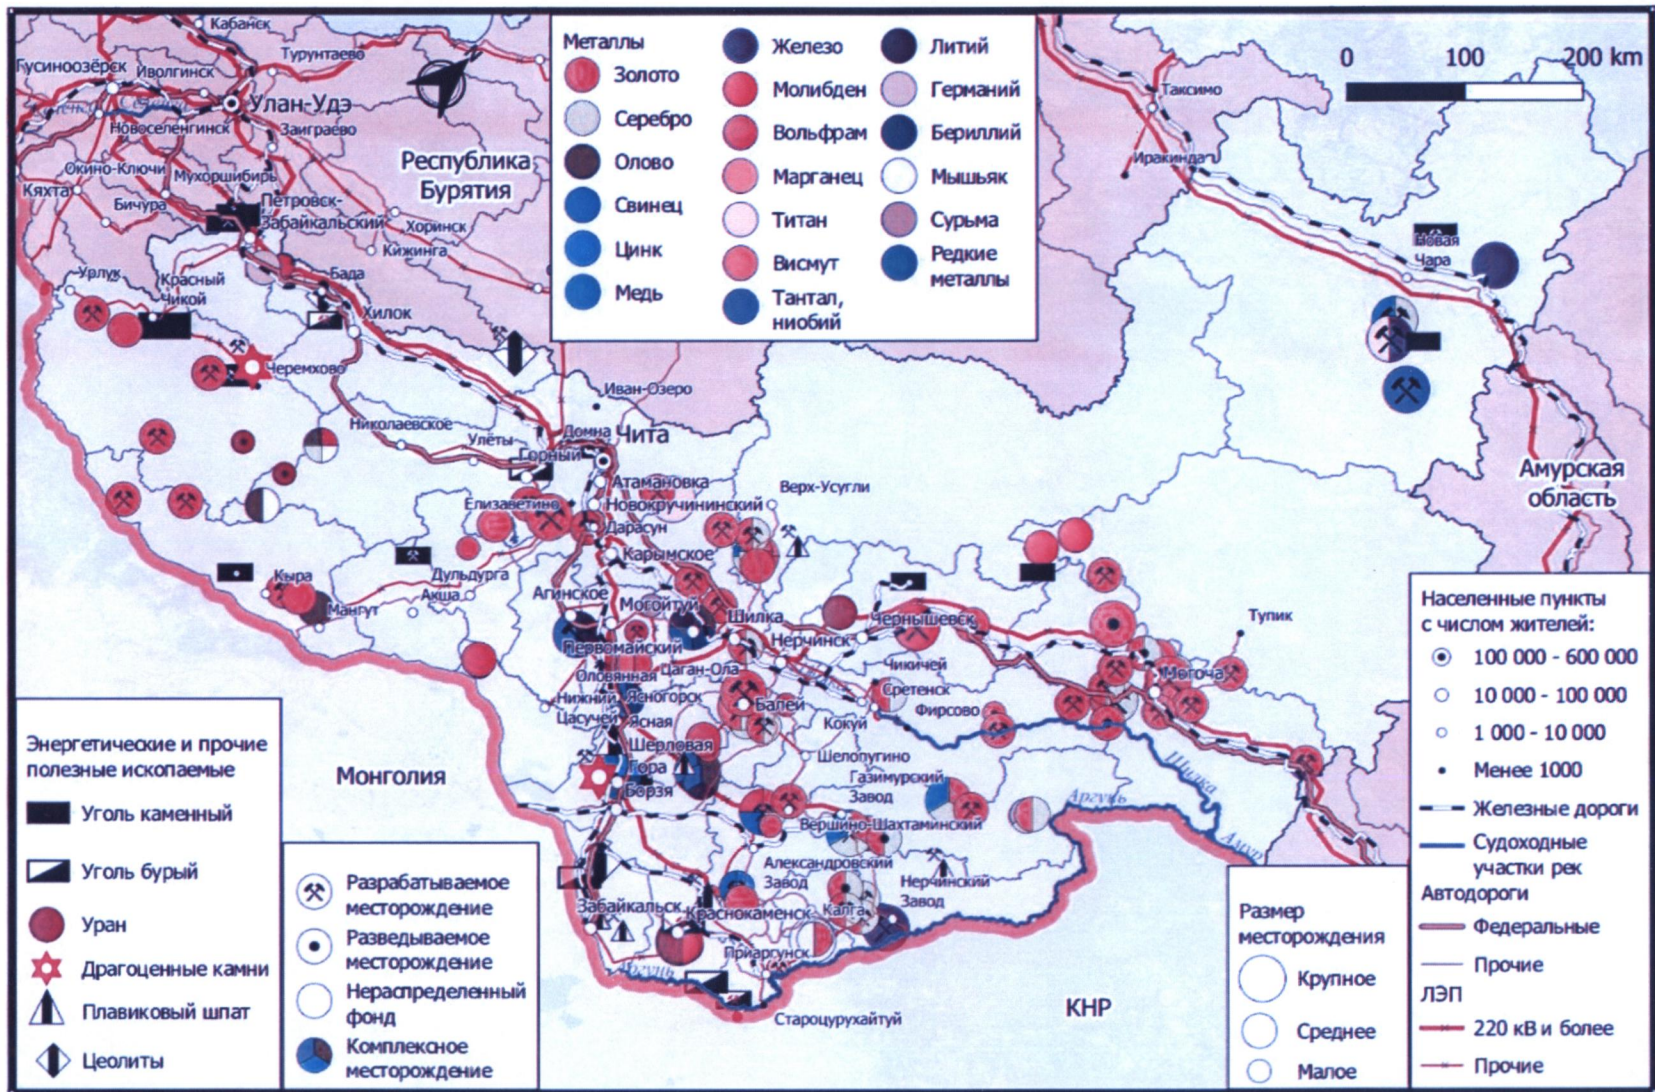 Кабанск
Турунтаево
Гусиноозёрск
Иволгинск
Селенга
Улан-Удэ
Новоселенгинск
Заиграево
Окино-Ключи
Мухоршибирь
Кяхта
Бичура
Петровск-
Забайкальский
Республика
Бурятия
Хоринск
Кижинга
Урлук
Красный
Чикой
Бада
Хилок
Черемхово
Металлы
Золото
Серебро
Олово
Свинец
Цинк
Медь
Железо
Молибден
Вольфрам
Марганец
Титан
Висмут
Тантал,
ниобий
Литий
Германий
Бериллий
Мышьяк
Сурьма
Редкие
металлы
0 100 200 km
Таксимо
Иракинда
Новая
Чара
Амурская
область
Иван-Озеро
Николаевское
Улёты
Домна
Чита
Горный
Атамановка
Елизаветино
Новокручининский
Верх-Усугли
Дарасун
Карымское
Кыра
Мангут
Дульдурга
Акша
Агинское
Могойтуй
Шилка
Первомайский
Нерчинск
Чернышевск
Тупик
Оловянная
Цаган-Ола
Чикичей
Могоча
Нижний
Цасучей
Ясногорск
Балей
Сретенск
Ясная
Кокуй
Фирсово
Шерловая
Гора
Шелопугино
Борзя
Газимурский
Завод
Вершино-Шахтаминский
Шилка
Аргунь
Амур
Александровский
Завод
Нерчинский
Завод
Забайкальск
Краснокаменск
Калга
Приаргунск
Аргунь
Староцурухайтуй
Монголия
КНР
Энергетические и прочие
полезные ископаемые
Уголь каменный
Уголь бурый
Уран
Драгоценные камни
Плавиковый шпат
Цеолиты
Разрабатываемое
месторождение
Разведываемое
месторождение
Нераспределенный
фонд
Комплексное
месторождение
Размер
месторождения
Крупное
Среднее
Малое
Населенные пункты
с числом жителей:
100 000 - 600 000
10 000 - 100 000
1 000 - 10 000
Менее 1000
Железные дороги
Судоходные
участки рек
Автодороги
Федеральные
Прочие
ЛЭП
220 кВ и более
Прочие